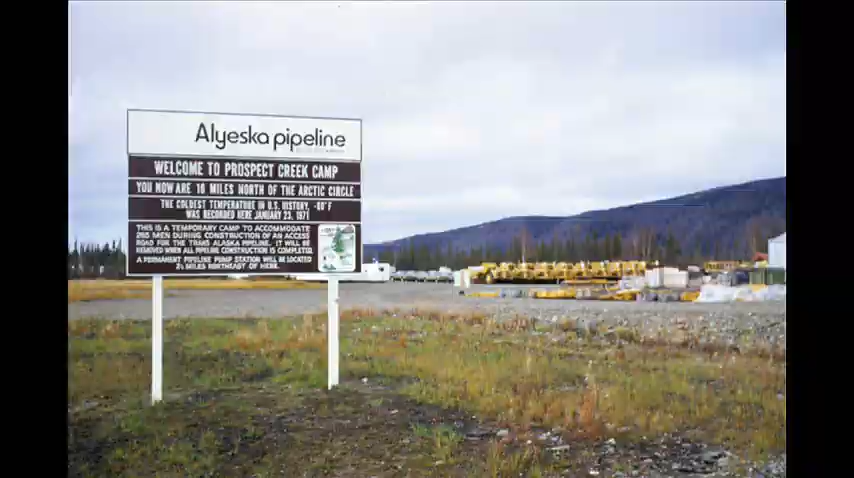 Alyeska pipeline
WELCOME TO PROSPECT CREEK CAMP
YOU NOW ARE 16 MILES NORTH OF THE ARCTIC CIRCLE
THE COLDEST TEMPERATURE IN U.S. HISTORY, -80° F
WAS RECORDED HERE JANUARY 23, 1971
THIS IS A TEMPORARY CAMP TO ACCOMMODATE
265 MEN DURING CONSTRUCTION OF AN ACCESS
ROAD FOR THE TRANS ALASKA PIPELINE. IT WILL BE
REMOVED WHEN ALL PIPELINE CONSTRUCTION IS COMPLETED.
A PERMANENT PIPELINE PUMP STATION WILL BE LOCATED
2½ MILES NORTHEAST OF HERE.